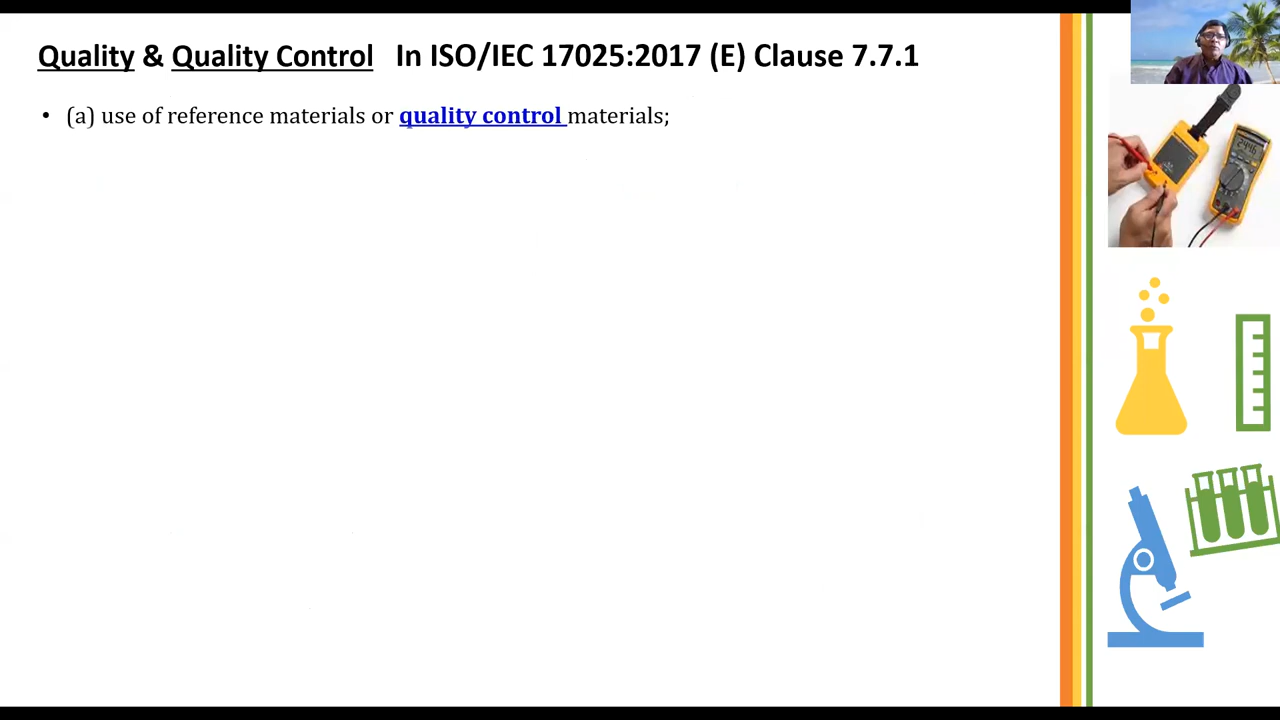 Quality & Quality Control In ISO/IEC 17025:2017 (E) Clause 7.7.1
• (a) use of reference materials or quality control materials;